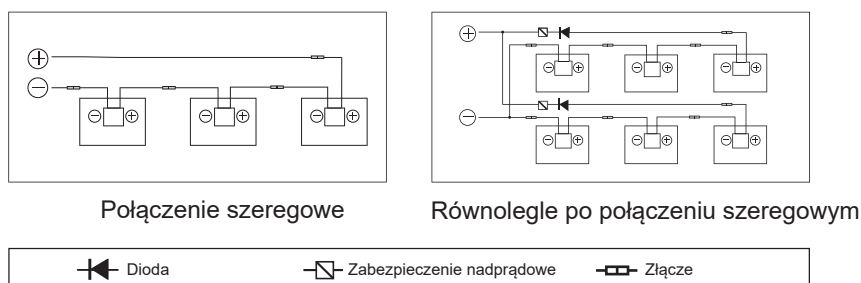 Połączenie szeregowe
Równolegle po połączeniu szeregowym
Dioda
Zabezpieczenie nadprądowe
Złącze